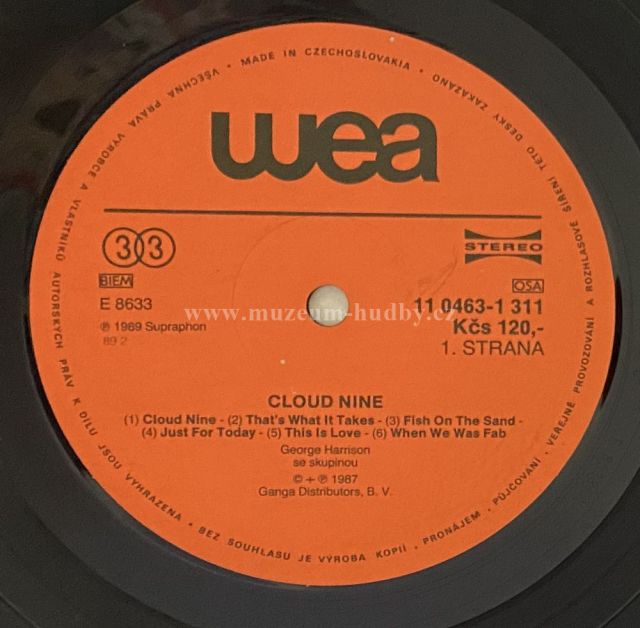 VŠECHNA PRÁVA VÝROBCE A VLASTNÍKŮ AUTORSKÝCH PRÁV K DÍLU JSOU VYHRAZENA • BEZ SOUHLASU JE VÝROBA KOPIÍ • PRONÁJEM • PŮJČOVÁNÍ • VEŘEJNÉ PROVOZOVÁNÍ A ROZHLASOVÉ ŠÍŘENÍ TÉTO DESKY ZAKÁZÁNO • MADE IN CZECHOSLOVAKIA •
wea
33
STEREO
BIEM
OSA
E 8633
11 0463-1 311
www.muzeum-hudby.cz
℗ 1989 Supraphon
Kčs 120,-
89 2
1. STRANA
CLOUD NINE
(1) Cloud Nine - (2) That's What It Takes - (3) Fish On The Sand -
(4) Just For Today - (5) This Is Love - (6) When We Was Fab
George Harrison
se skupinou
© + ℗ 1987
Ganga Distributors, B. V.